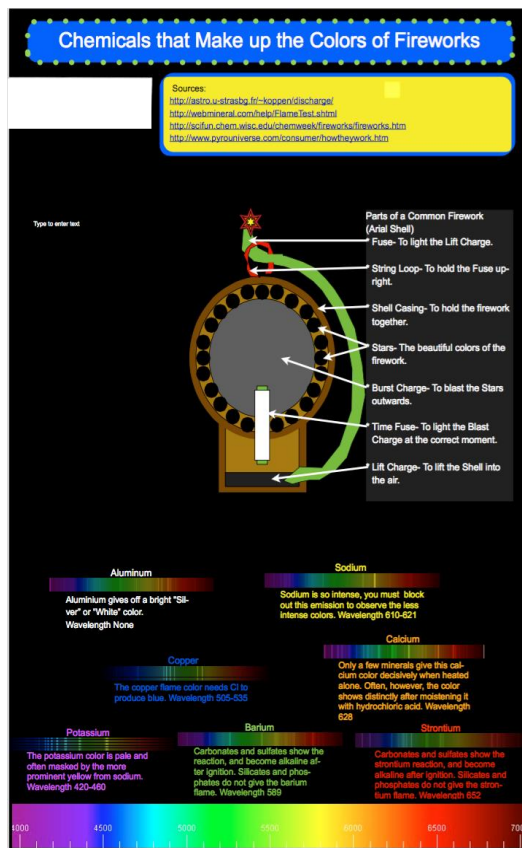 Chemicals that Make up the Colors of Fireworks
Sources:
http://astro.u-strasbg.fr/~koppen/discharge/
http://webmineral.com/help/FlameTest.shtml
http://scifun.chem.wisc.edu/chemweek/fireworks/fireworks.htm
http://www.pyrouniverse.com/consumer/howtheywork.htm
Type to enter text
Parts of a Common Firework
(Arial Shell)
Fuse- To light the Lift Charge.
String Loop- To hold the Fuse up-
right.
Shell Casing- To hold the firework
together.
Stars- The beautiful colors of the
firework.
Burst Charge- To blast the Stars
outwards.
Time Fuse- To light the Blast
Charge at the correct moment.
Lift Charge- To lift the Shell into
the air.
Aluminum
Aluminium gives off a bright "Sil-
ver" or "White" color.
Wavelength None
Sodium
Sodium is so intense, you must block
out this emission to observe the less
intense colors. Wavelength 610-621
Copper
The copper flame color needs Cl to
produce blue. Wavelength 505-535
Calcium
Only a few minerals give this cal-
cium color decisively when heated
alone. Often, however, the color
shows distinctly after moistening it
with hydrochloric acid. Wavelength
628
Potassium
The potassium color is pale and
often masked by the more
prominent yellow from sodium.
Wavelength 420-460
Barium
Carbonates and sulfates show the
reaction, and become alkaline af-
ter ignition. Silicates and phos-
phates do not give the barium
flame. Wavelength 589
Strontium
Carbonates and sulfates show the
strontium reaction, and become
alkaline after ignition. Silicates and
phosphates do not give the stron-
tium flame. Wavelength 652
4000 4500 5000 5500 6000 6500 700